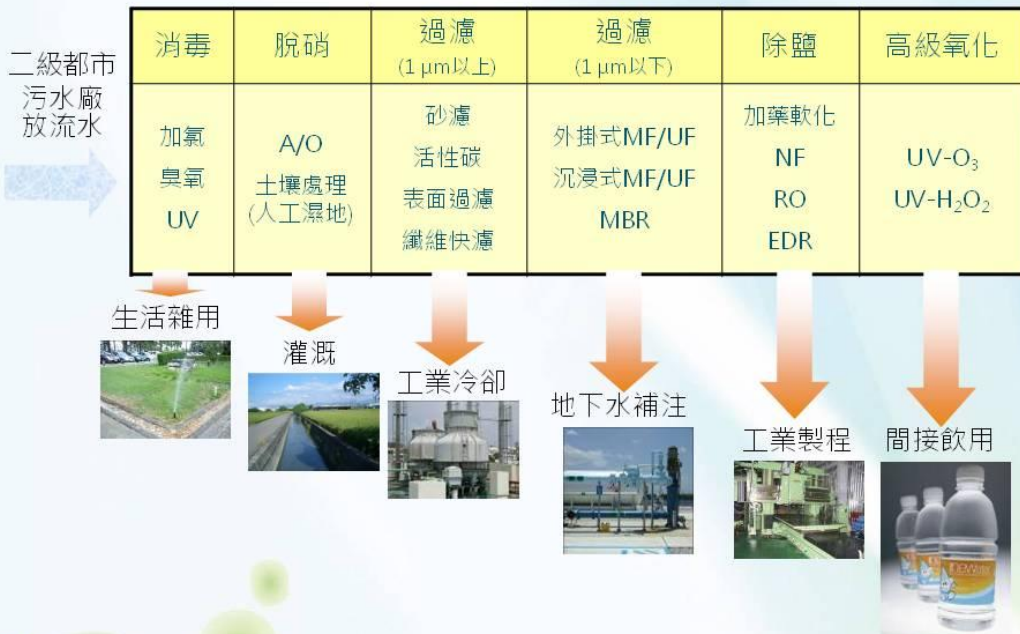 二級都市
污水廠
放流水
消毒
脫硝
過濾
(1 μm以上)
過濾
(1 μm以下)
除鹽
高級氧化
加氯
臭氧
UV
A/O
土壤處理
(人工濕地)
砂濾
活性碳
表面過濾
纖維快濾
外掛式MF/UF
沉浸式MF/UF
MBR
加藥軟化
NF
RO
EDR
UV-O₃
UV-H₂O₂
生活雜用
灌溉
工業冷卻
地下水補注
工業製程
間接飲用
NEWater